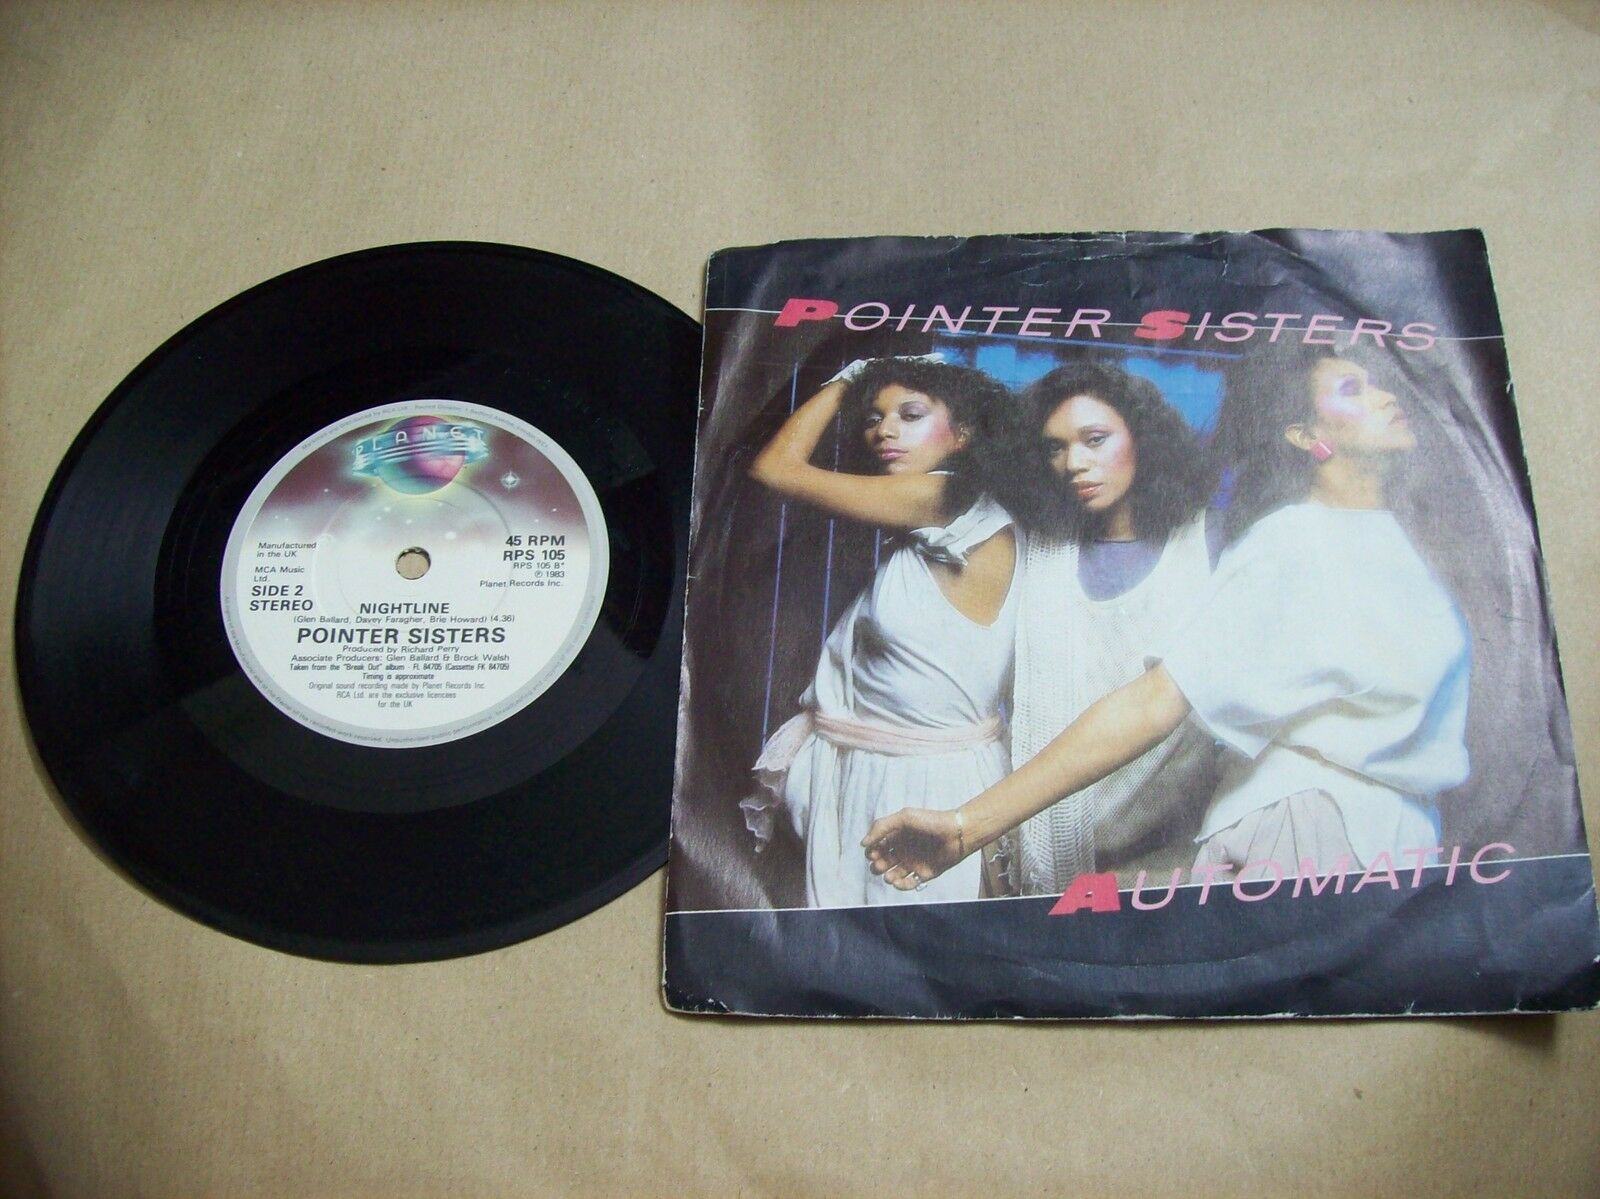 PLANET
Manufactured
in the UK
MCA Music
Ltd.
SIDE 2
STEREO
45 RPM
RPS 105
RPS 105 B*
℗ 1983
Planet Records Inc.
NIGHTLINE
(Glen Ballard, Davey Faragher, Brie Howard) (4.36)
POINTER SISTERS
Produced by Richard Perry
Associate Producers: Glen Ballard & Brock Walsh
Taken from the "Break Out" album - FL 84705 (Cassette FK 84705)
Timing is approximate
Original sound recording made by Planet Records Inc.
RCA Ltd. are the exclusive licencees
for the UK
POINTER SISTERS
AUTOMATIC